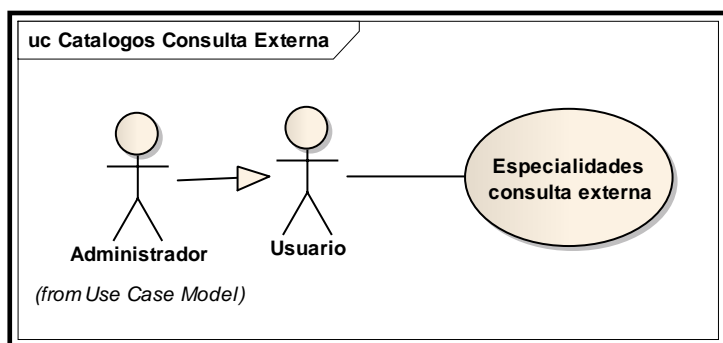 uc Catalogos Consulta Externa
Especialidades
consulta externa
Administrador
Usuario
(from Use Case Model)